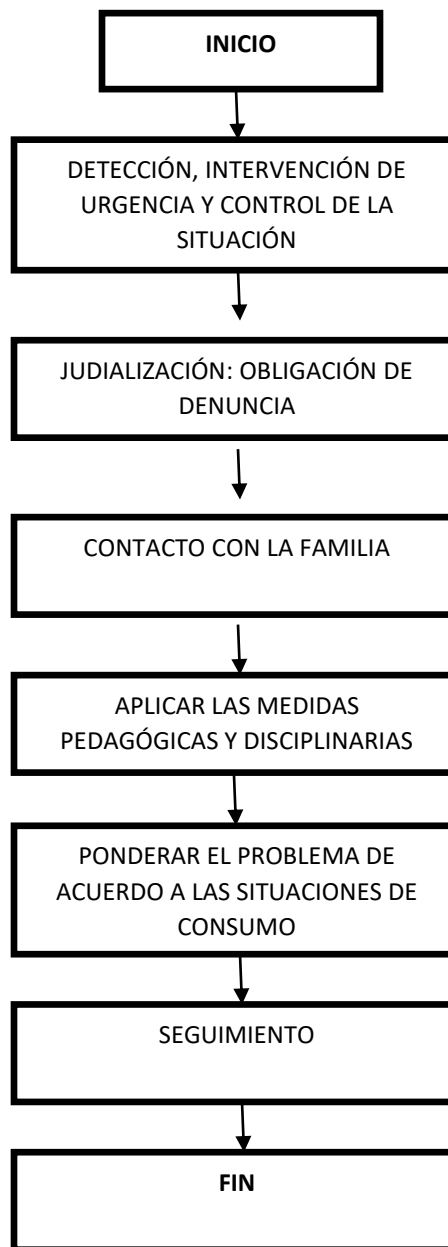 INICIO
DETECCIÓN, INTERVENCIÓN DE
URGENCIA Y CONTROL DE LA
SITUACIÓN
JUDIALIZACIÓN: OBLIGACIÓN DE
DENUNCIA
CONTACTO CON LA FAMILIA
APLICAR LAS MEDIDAS
PEDAGÓGICAS Y DISCIPLINARIAS
PONDERAR EL PROBLEMA DE
ACUERDO A LAS SITUACIONES DE
CONSUMO
SEGUIMIENTO
FIN